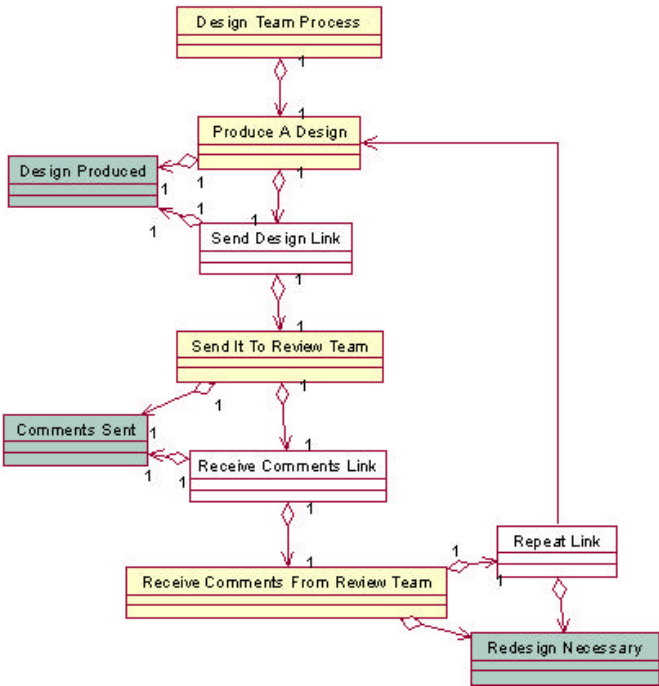 Design Team Process
1
1
Produce A Design
Design Produced
1
1
1
1
1
1
Send Design Link
1
1
Send It To Review Team
1
1
Comments Sent
1
1
Receive Comments Link
1
1
1
1
1
Repeat Link
1
Receive Comments From Review Team
Redesign Necessary